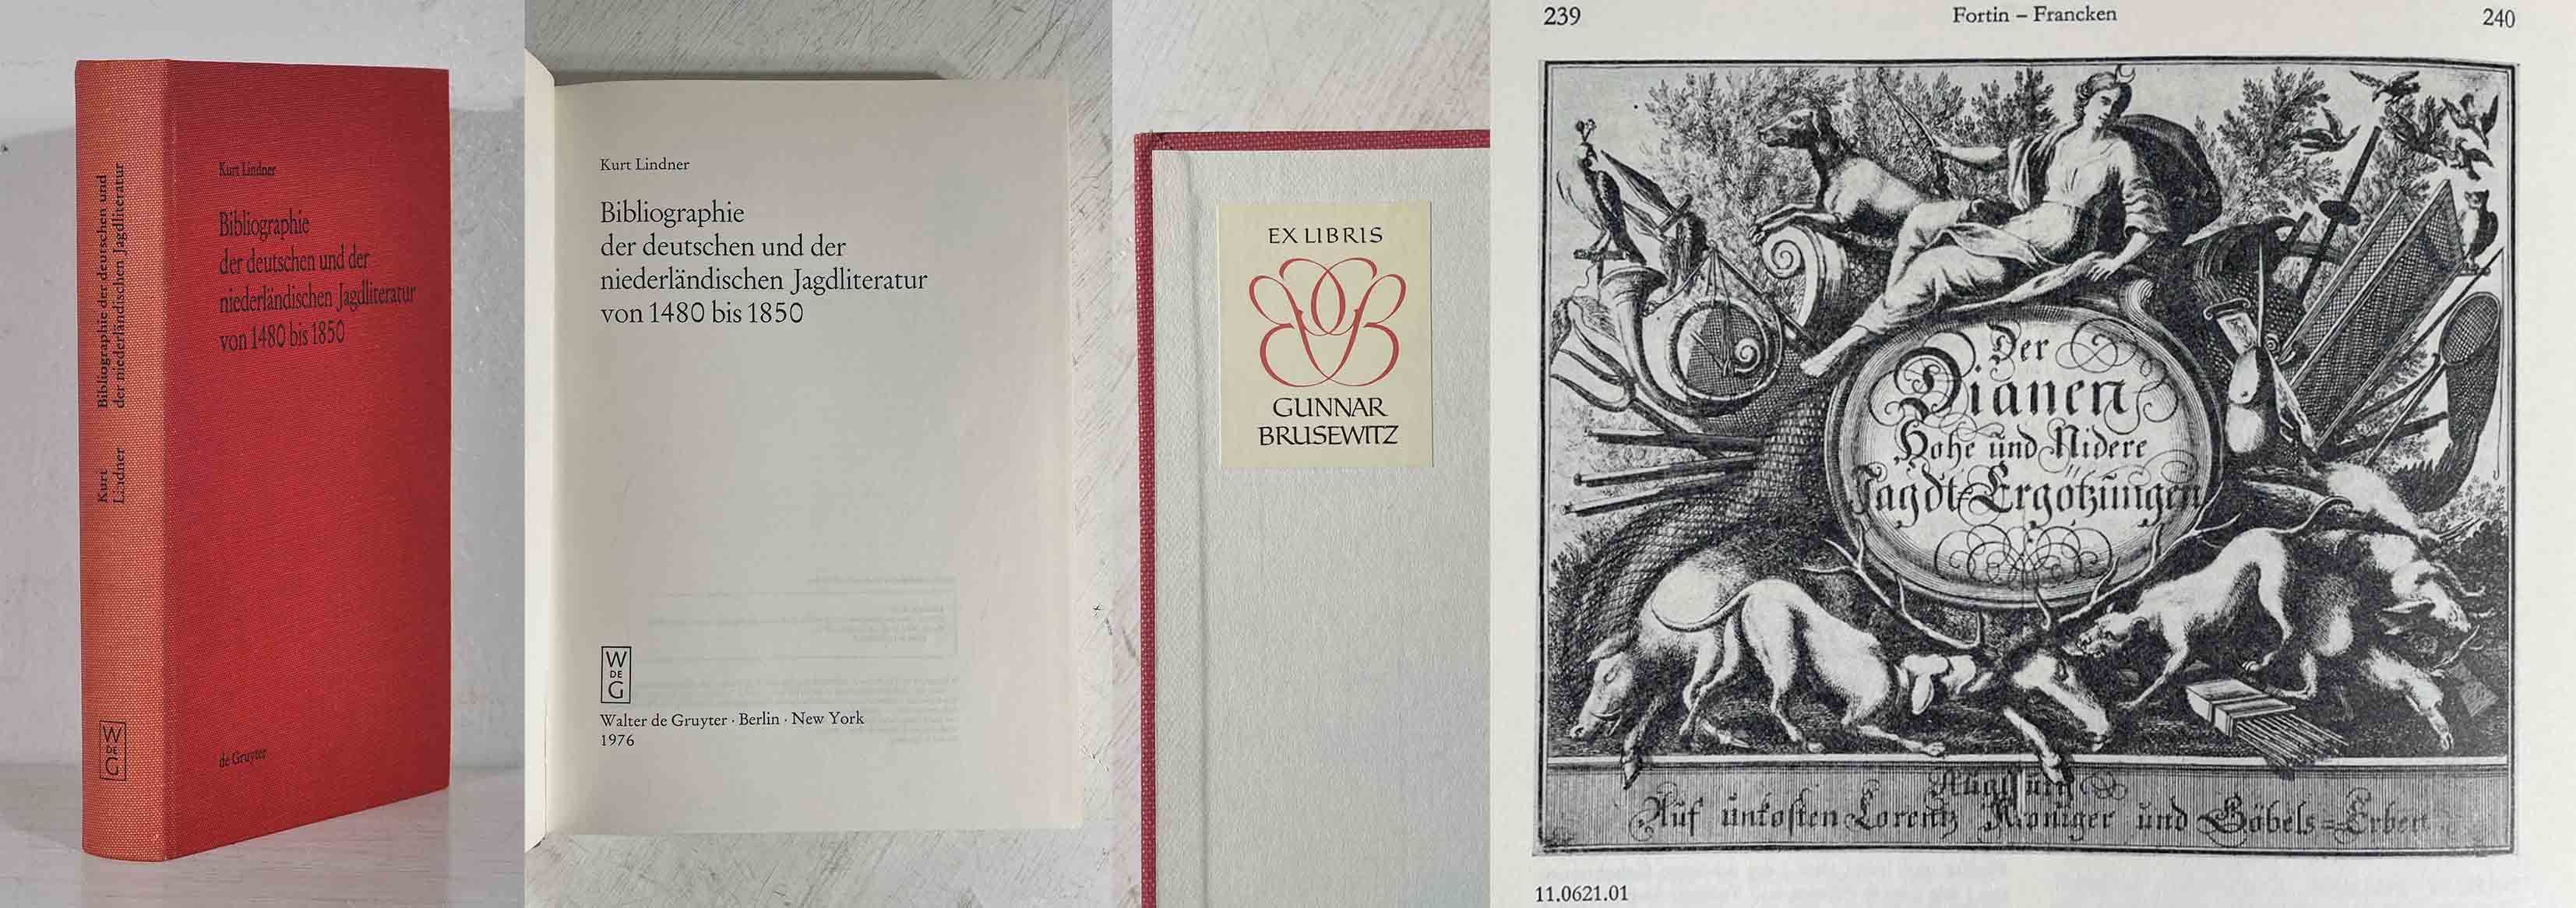 Kurt Lindner
Bibliographie der deutschen und
der niederländischen Jagdliteratur
W
DE
G
Kurt Lindner
Bibliographie
der deutschen und der
niederländischen Jagdliteratur
von 1480 bis 1850
de Gruyter
Kurt Lindner
Bibliographie
der deutschen und der
niederländischen Jagdliteratur
von 1480 bis 1850
W
DE
G
Walter de Gruyter · Berlin · New York
1976
EX LIBRIS
GUNNAR
BRUSEWITZ
239
Fortin – Francken
240
Der
Dianen
Hohe und Nidere
Jagdt-Ergötzungen
Auf unkosten Lorentz Kroniger und Göbels=Erben
11.0621.01